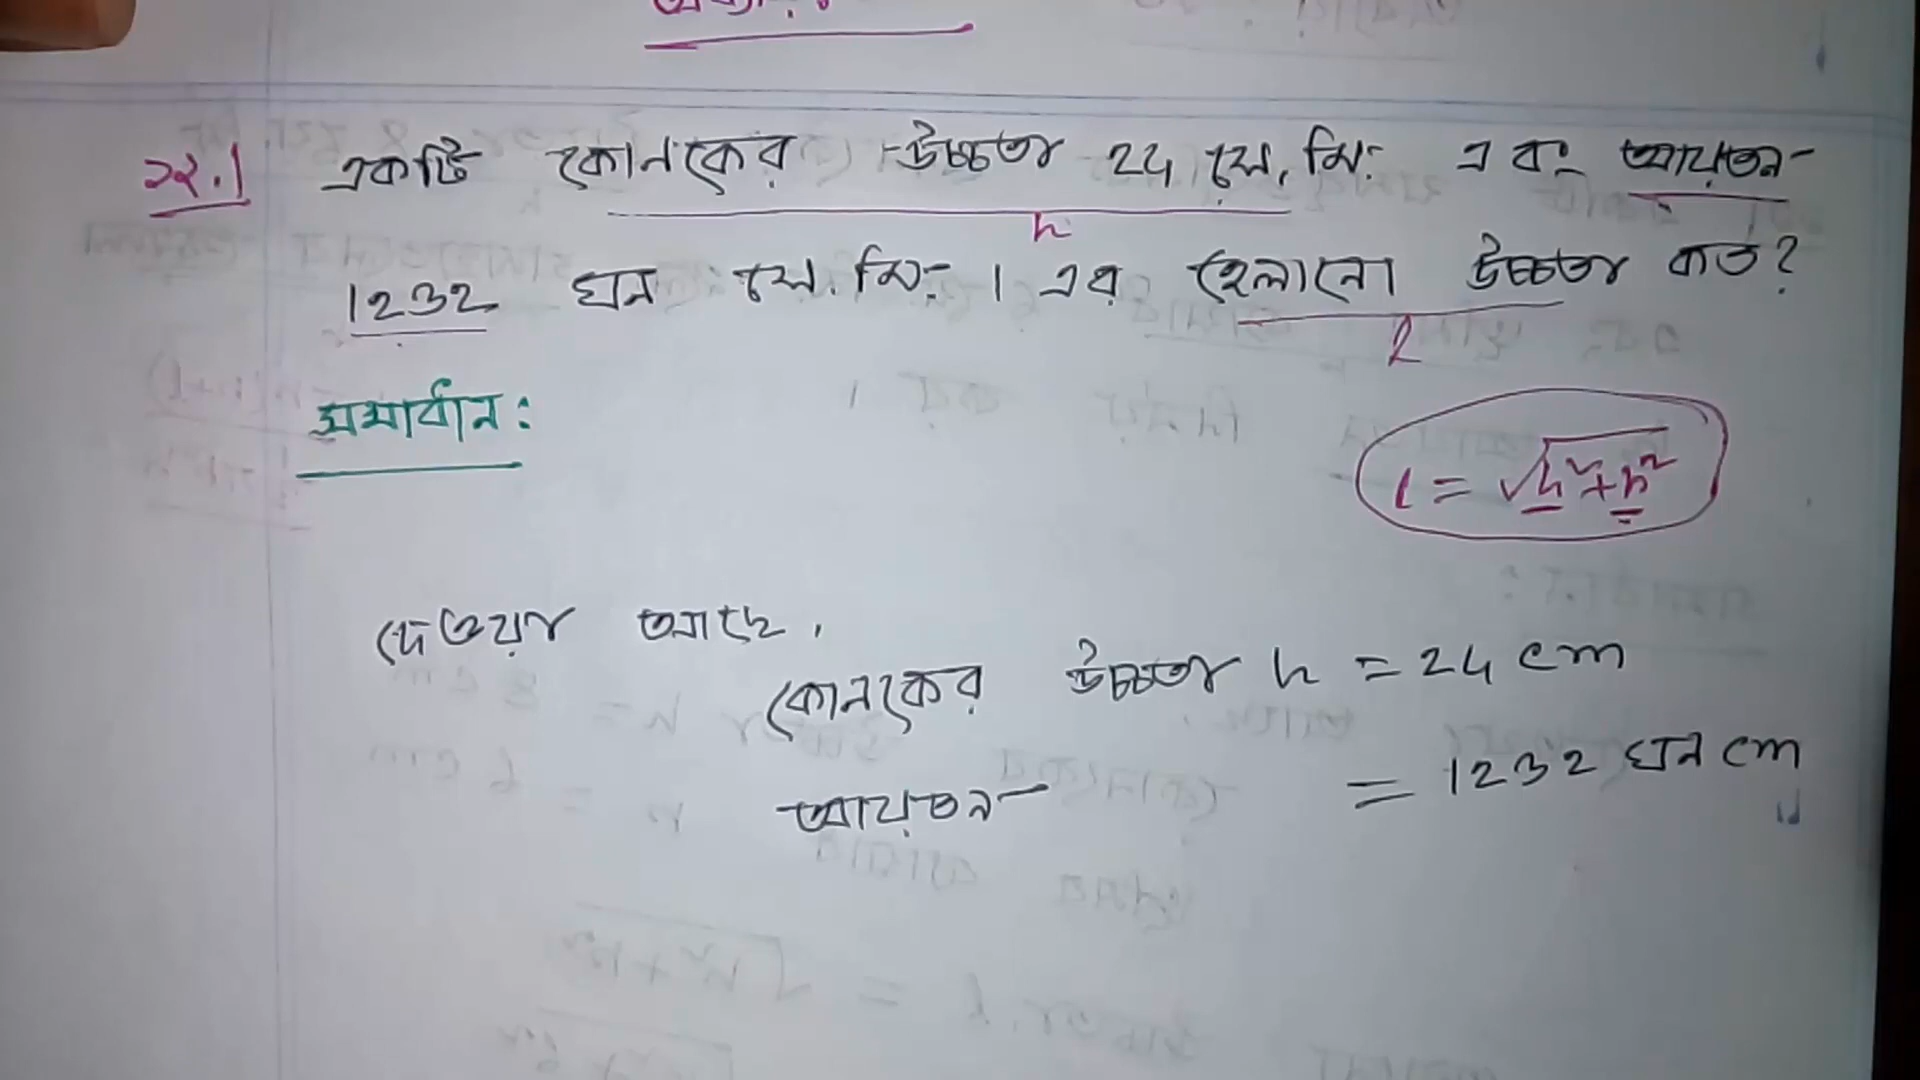 ২২.। একটি কোনকের উচ্চতা 24 সে.মি. এবং আয়তন
h
1232 ঘন সে.মি.। এর হেলানো উচ্চতা কত?
l
সমাধান:
l = √h²+r²
দেওয়া আছে,
কোনকের উচ্চতা h = 24 cm
আয়তন = 1232 ঘন cm